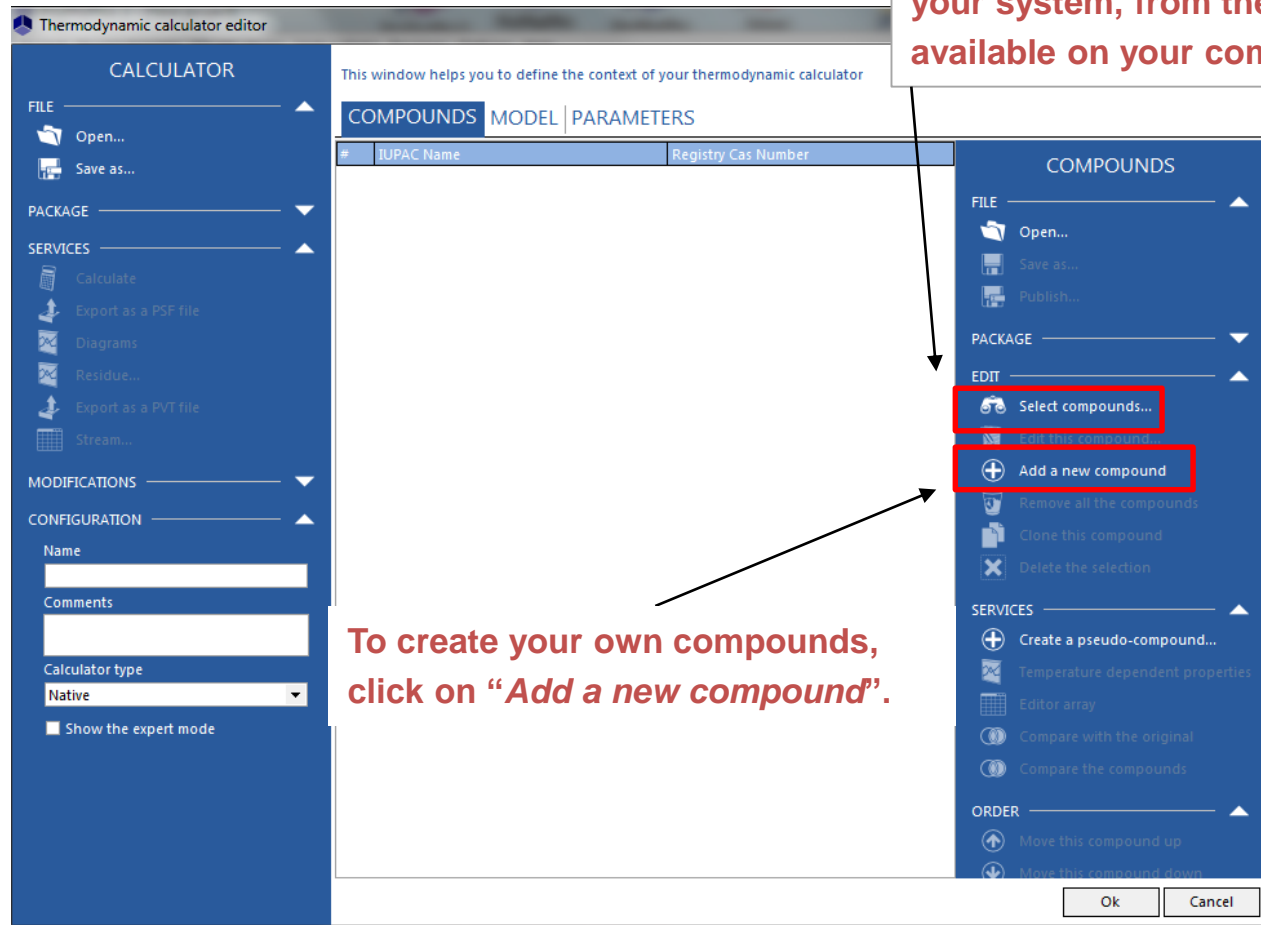 your system, from the
available on your com
Thermodynamic calculator editor
CALCULATOR
FILE
Open...
Save as...
PACKAGE
SERVICES
Calculate
Export as a PSF file
Diagrams
Residue...
Export as a PVT file
Stream...
MODIFICATIONS
CONFIGURATION
Name
Comments
Calculator type
Native
Show the expert mode
This window helps you to define the context of your thermodynamic calculator
COMPOUNDS MODEL PARAMETERS
# IUPAC Name Registry Cas Number
To create your own compounds,
click on “Add a new compound”.
COMPOUNDS
FILE
Open...
Save as...
Publish...
PACKAGE
EDIT
Select compounds...
Edit this compound...
Add a new compound
Remove all the compounds
Clone this compound
Delete the selection
SERVICES
Create a pseudo-compound...
Temperature dependent properties
Editor array
Compare with the original
Compare the compounds
ORDER
Move this compound up
Move this compound down
Ok Cancel